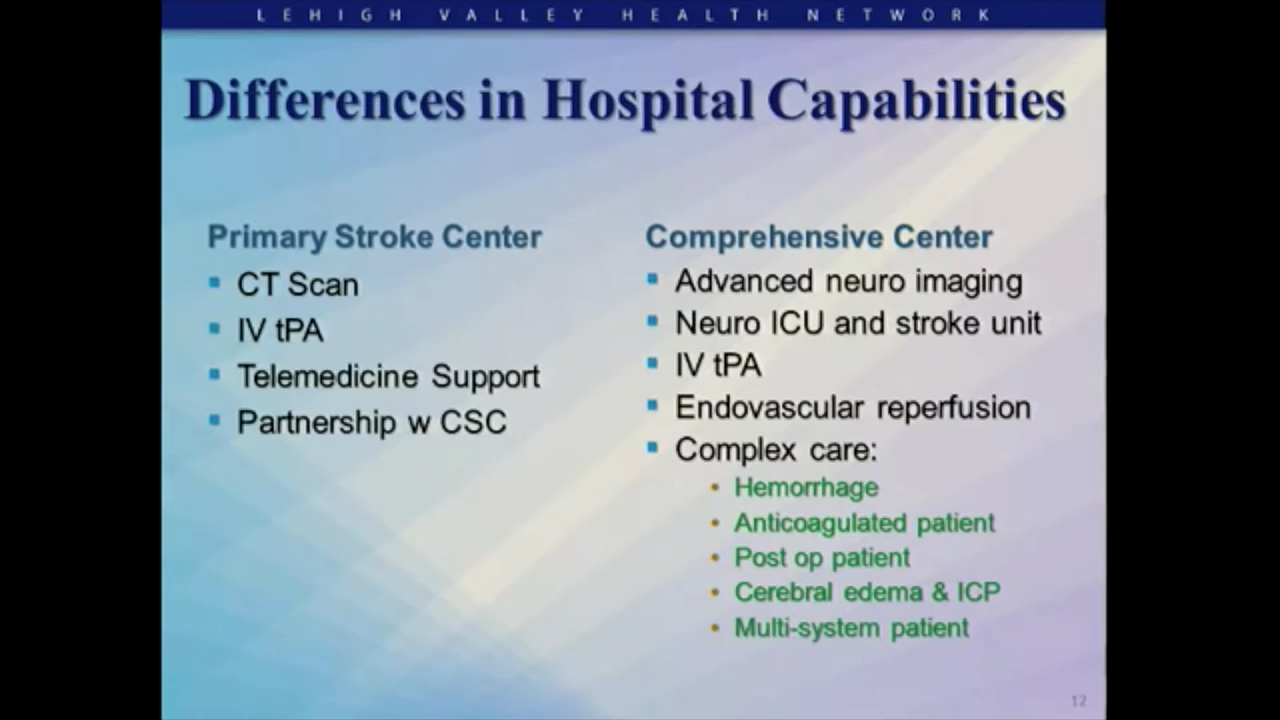 LEHIGH VALLEY HEALTH NETWORK
Differences in Hospital Capabilities
Primary Stroke Center
CT Scan
IV tPA
Telemedicine Support
Partnership w CSC
Comprehensive Center
Advanced neuro imaging
Neuro ICU and stroke unit
IV tPA
Endovascular reperfusion
Complex care:
Hemorrhage
Anticoagulated patient
Post op patient
Cerebral edema & ICP
Multi-system patient
12